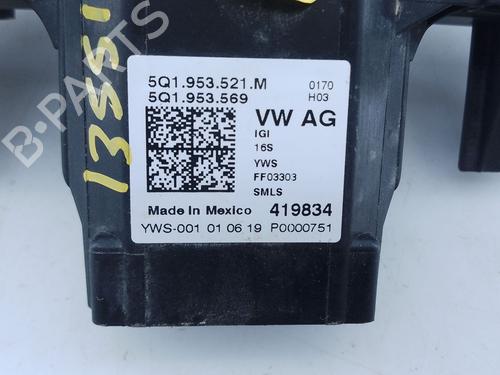 5Q1.953.521.M 0170
5Q1.953.569 H03
VW AG
IGI
16S
YWS
FF03303
SMLS
Made In Mexico 419834
YWS-001 01 06 19 P0000751
B-PARTS